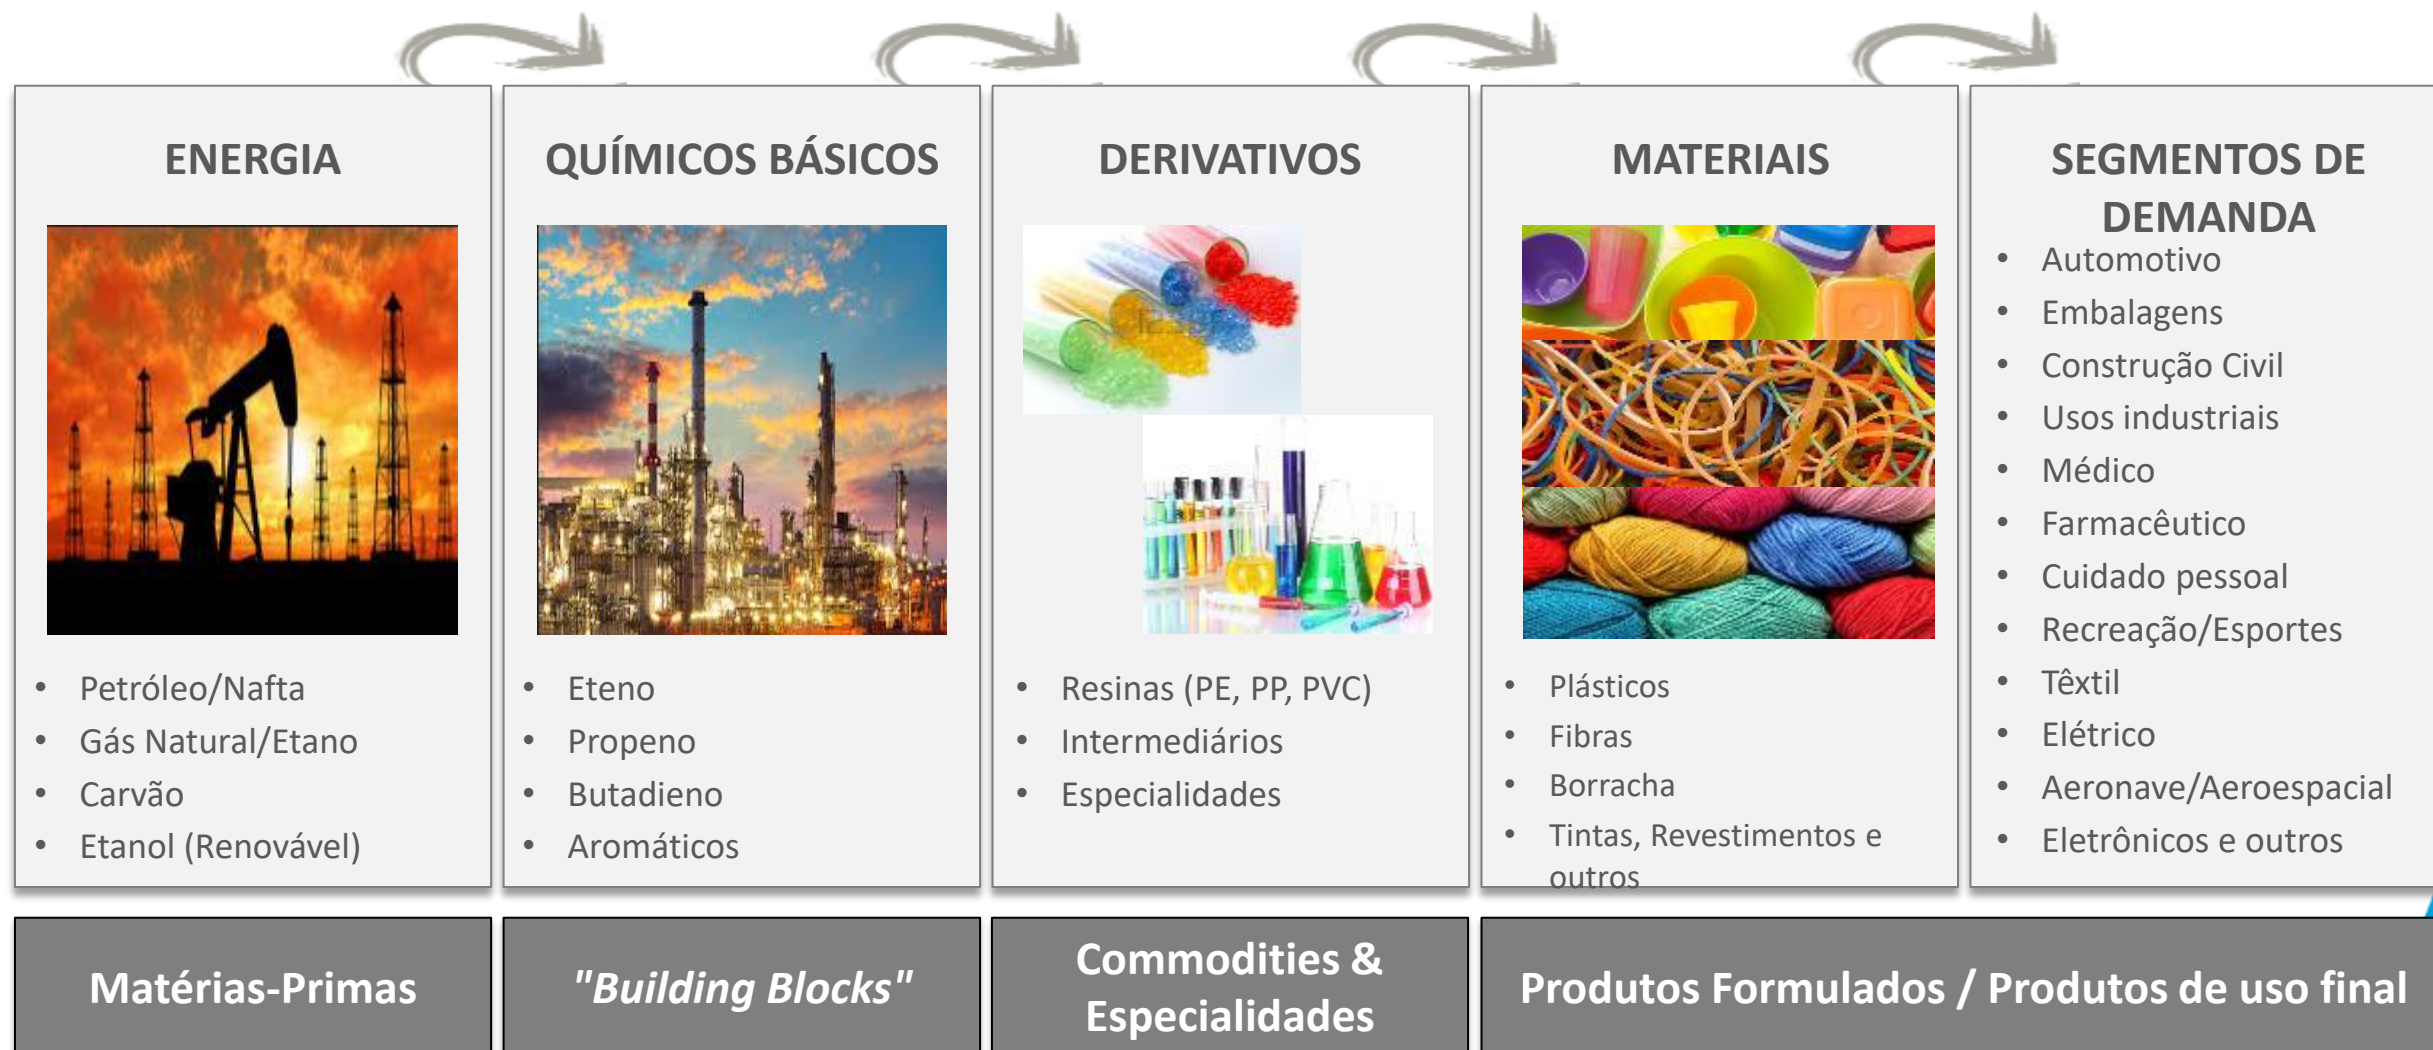 ENERGIA
• Petróleo/Nafta
• Gás Natural/Etano
• Carvão
• Etanol (Renovável)
Matérias-Primas
QUÍMICOS BÁSICOS
• Eteno
• Propeno
• Butadieno
• Aromáticos
"Building Blocks"
DERIVATIVOS
• Resinas (PE, PP, PVC)
• Intermediários
• Especialidades
Commodities &
Especialidades
MATERIAIS
• Plásticos
• Fibras
• Borracha
• Tintas, Revestimentos e
outros
SEGMENTOS DE
DEMANDA
• Automotivo
• Embalagens
• Construção Civil
• Usos industriais
• Médico
• Farmacêutico
• Cuidado pessoal
• Recreação/Esportes
• Têxtil
• Elétrico
• Aeronave/Aeroespacial
• Eletrônicos e outros
Produtos Formulados / Produtos de uso final